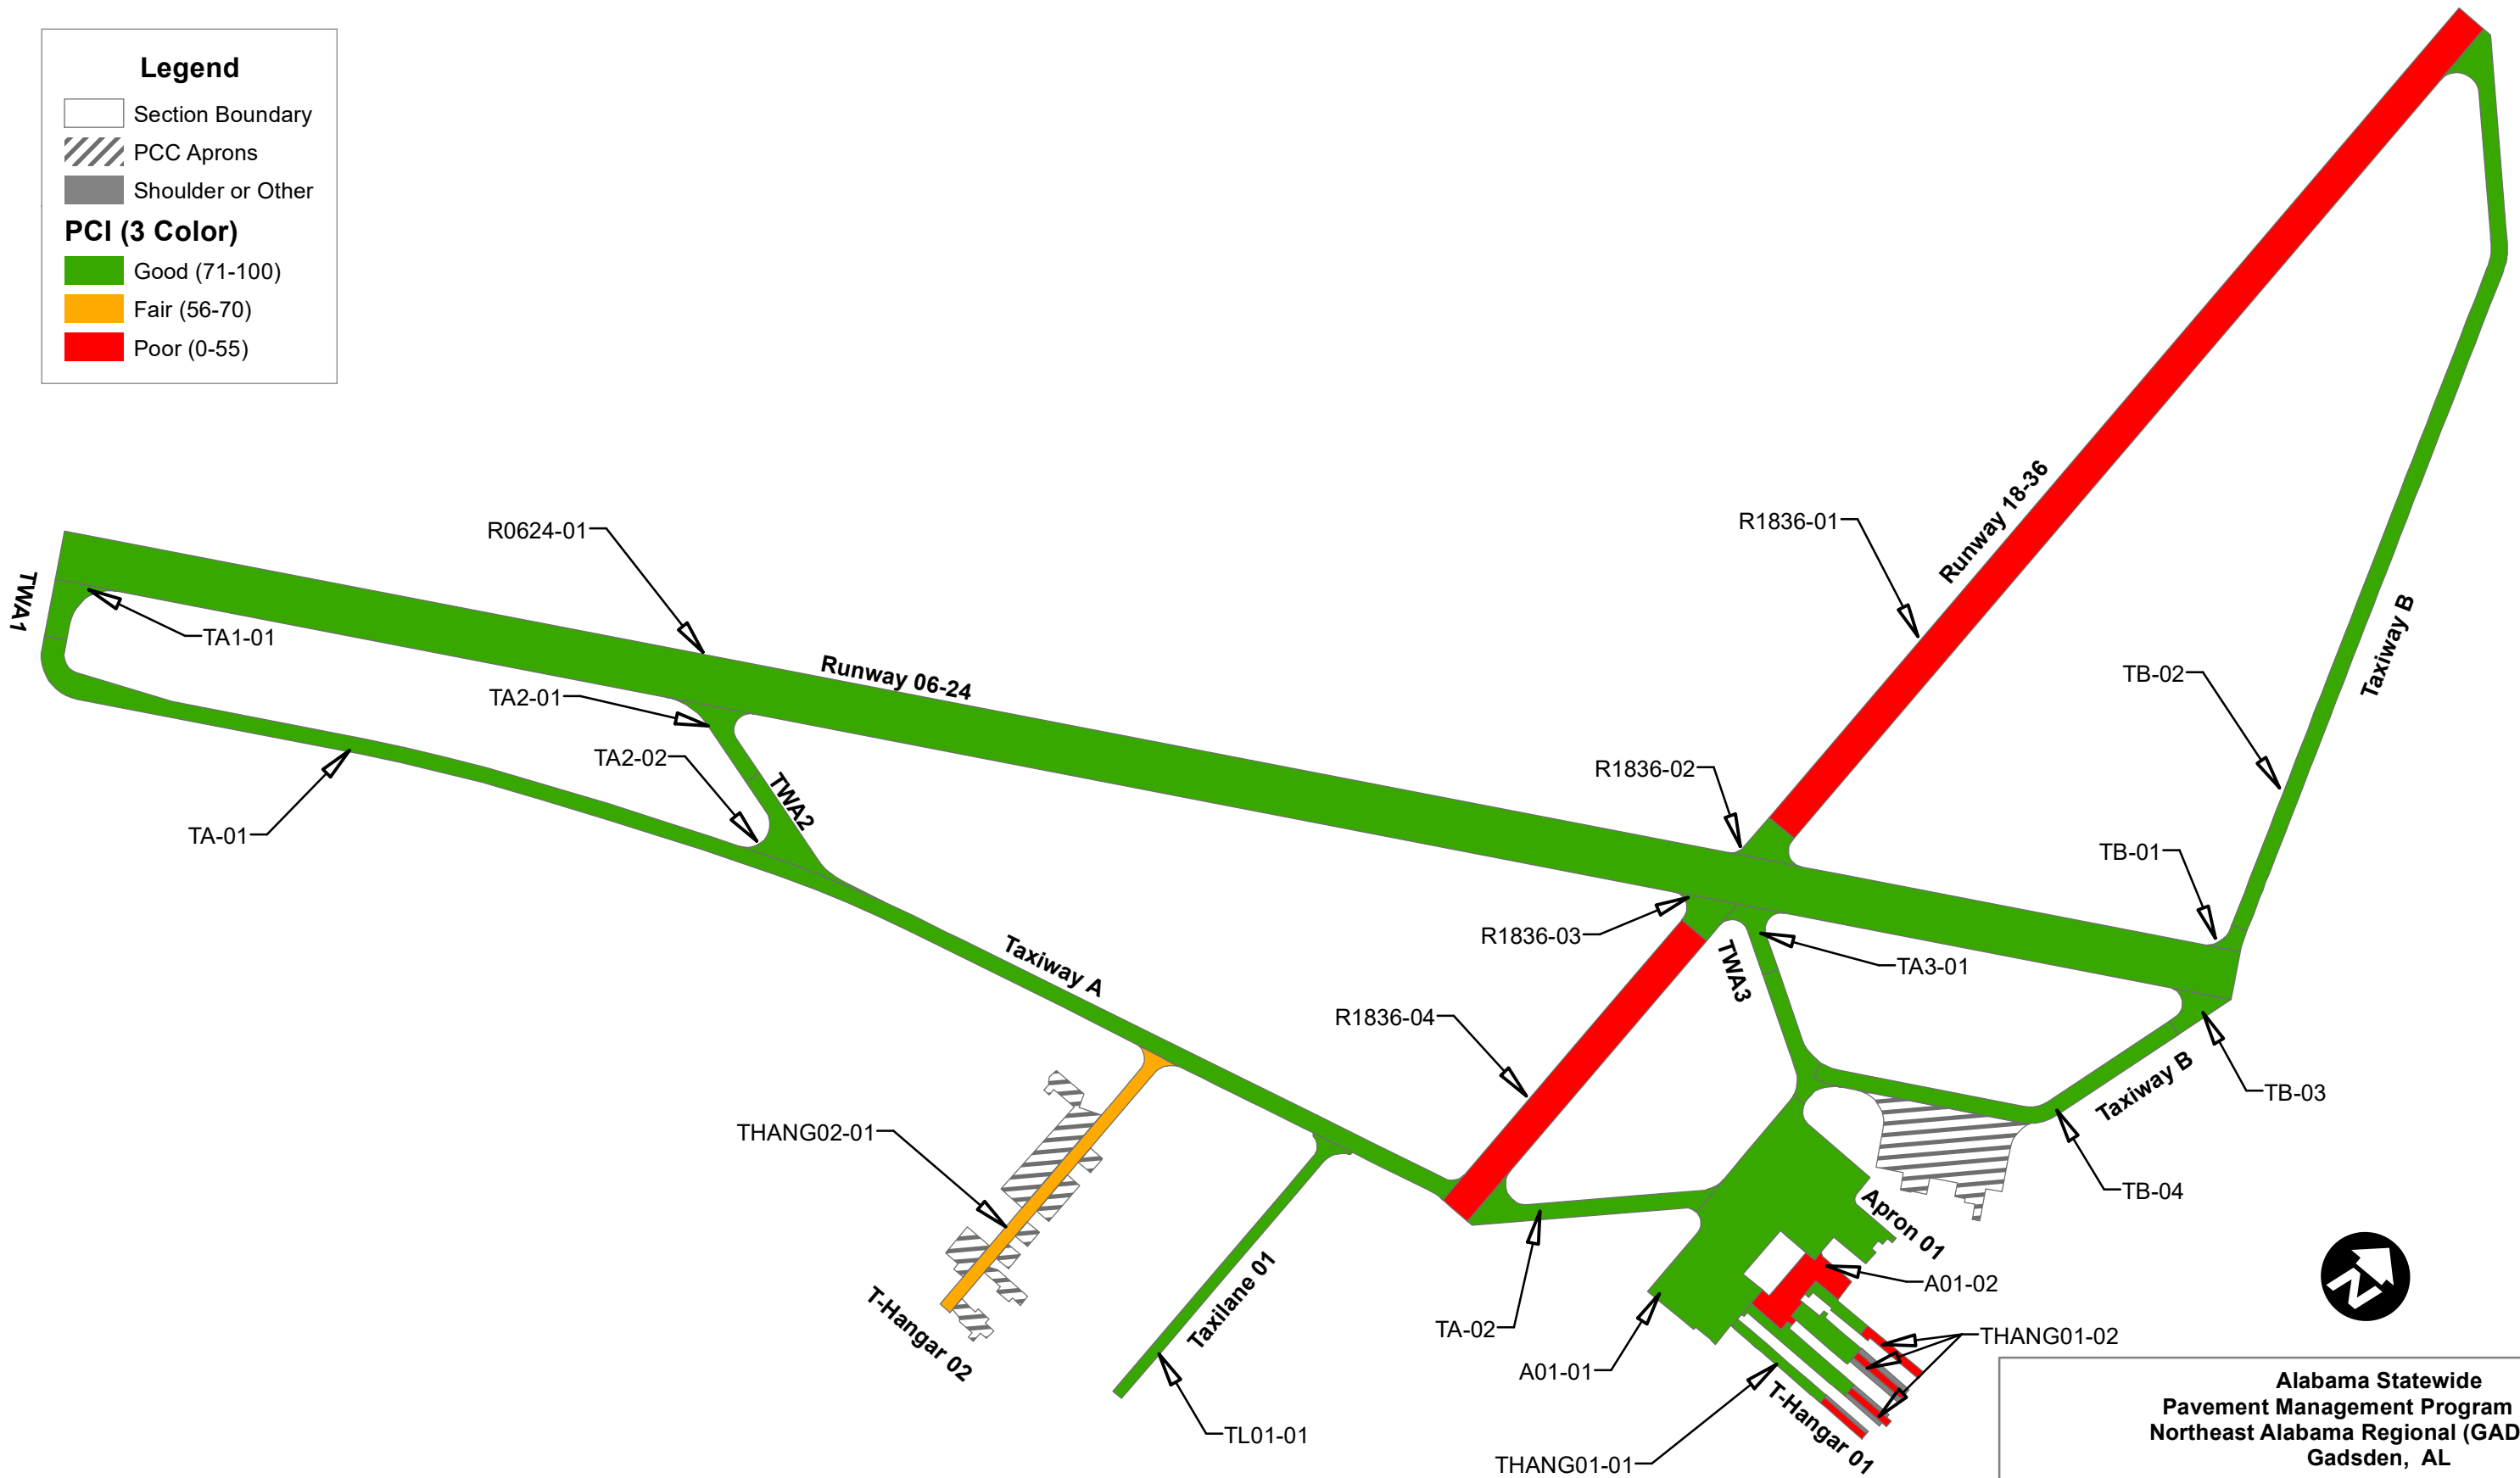 Legend
Section Boundary
PCC Aprons
Shoulder or Other
PCI (3 Color)
Good (71-100)
Fair (56-70)
Poor (0-55)
R0624-01
R1836-01
Runway 18-36
TWA1
TA1-01
Runway 06-24
TA2-01
TA2-02
TWA2
TA-01
Taxiway B
TB-02
R1836-02
TB-01
R1836-03
TWA3
TA3-01
Taxiway A
R1836-04
Taxiway B
TB-03
THANG02-01
TB-04
Apron 01
A01-02
T-Hangar 02
Taxilane 01
TA-02
THANG01-02
A01-01
T-Hangar 01
TL01-01
THANG01-01
N
Alabama Statewide
Pavement Management Program
Northeast Alabama Regional (GAD
Gadsden, AL